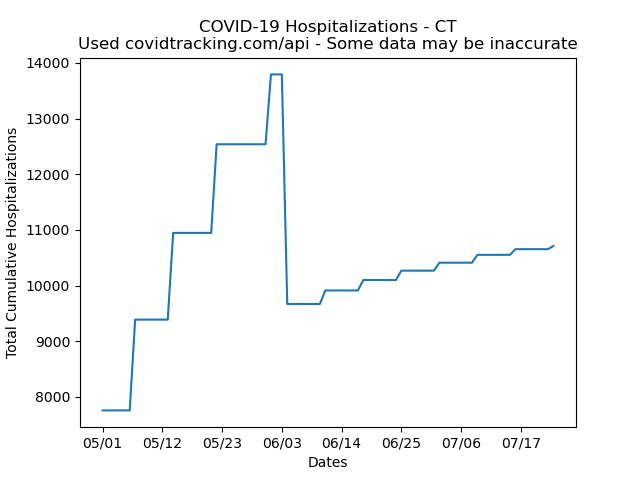 COVID-19 Hospitalizations - CT
Used covidtracking.com/api - Some data may be inaccurate
14000
13000
12000
11000
10000
9000
8000
Total Cumulative Hospitalizations
05/01 05/12 05/23 06/03 06/14 06/25 07/06 07/17
Dates